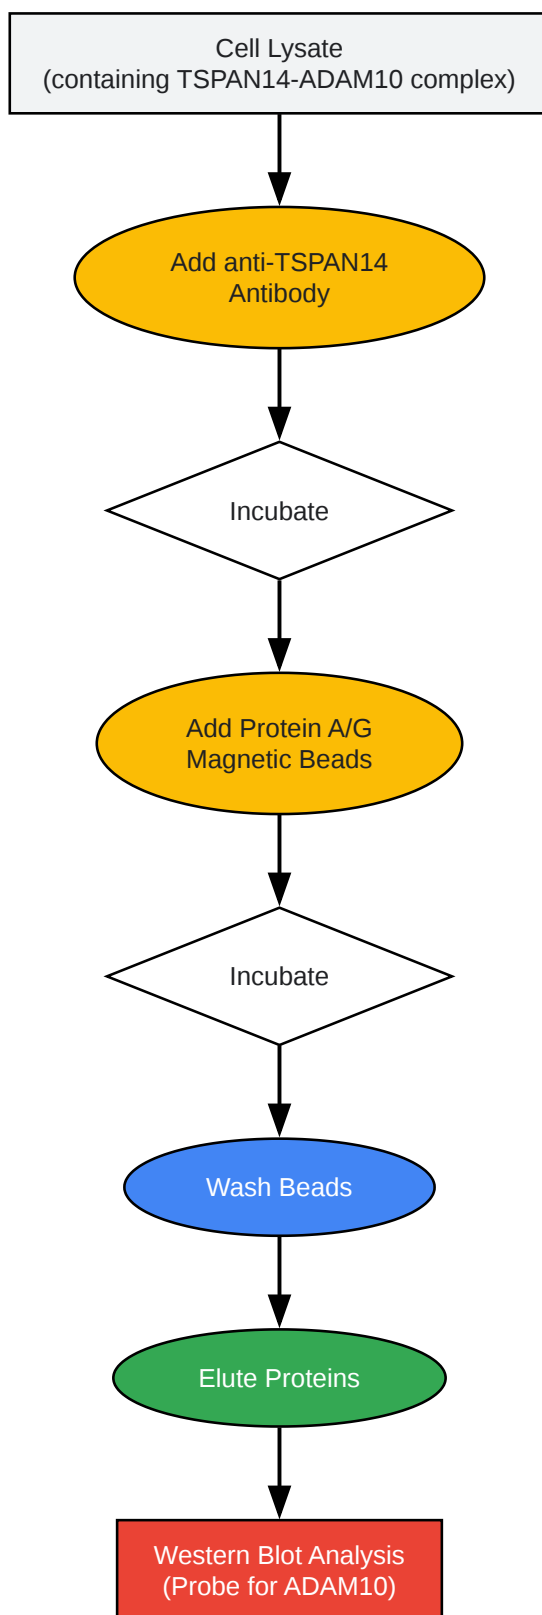 Cell Lysate
(containing TSPAN14-ADAM10 complex)
Add anti-TSPAN14
Antibody
Incubate
Add Protein A/G
Magnetic Beads
Incubate
Wash Beads
Elute Proteins
Western Blot Analysis
(Probe for ADAM10)